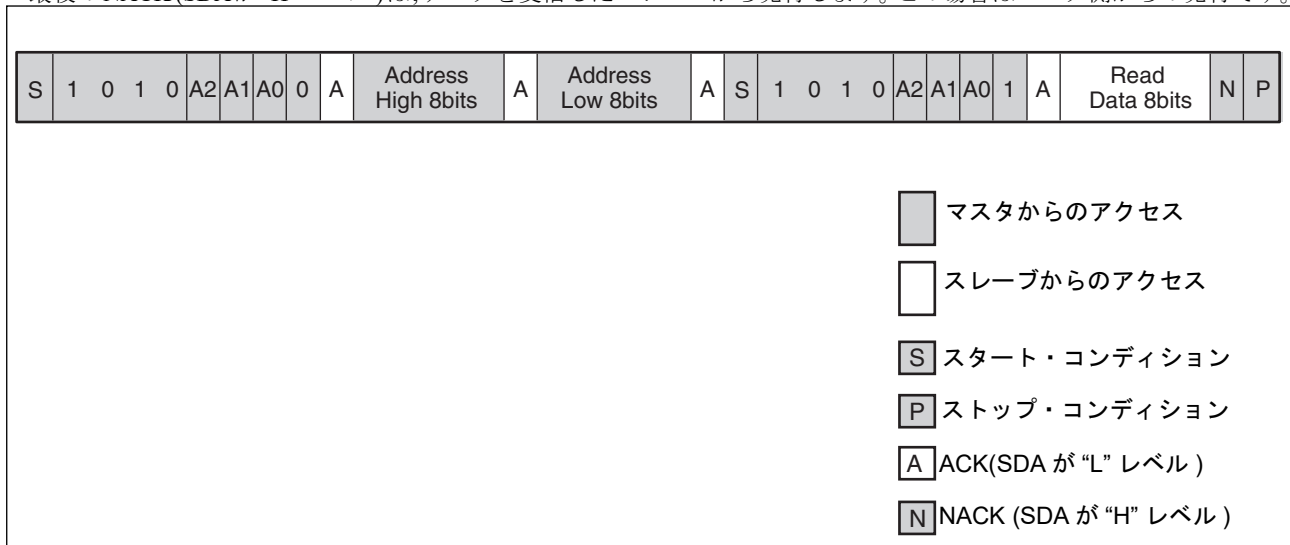 S 1 0 1 0 A2 A1 A0 0 A Address High 8bits A Address Low 8bits A S 1 0 1 0 A2 A1 A0 1 A Read Data 8bits N P
マスタからのアクセス
スレーブからのアクセス
S スタート・コンディション
P ストップ・コンディション
A ACK(SDA が “L” レベル )
N NACK (SDA が “H” レベル )